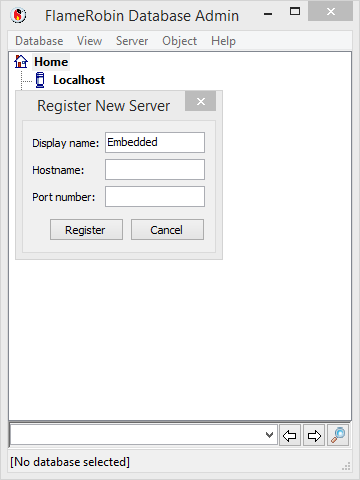 FlameRobin Database Admin
Database View Server Object Help
Home
Localhost
Register New Server
Display name: Embedded
Hostname:
Port number:
Register Cancel
[No database selected]